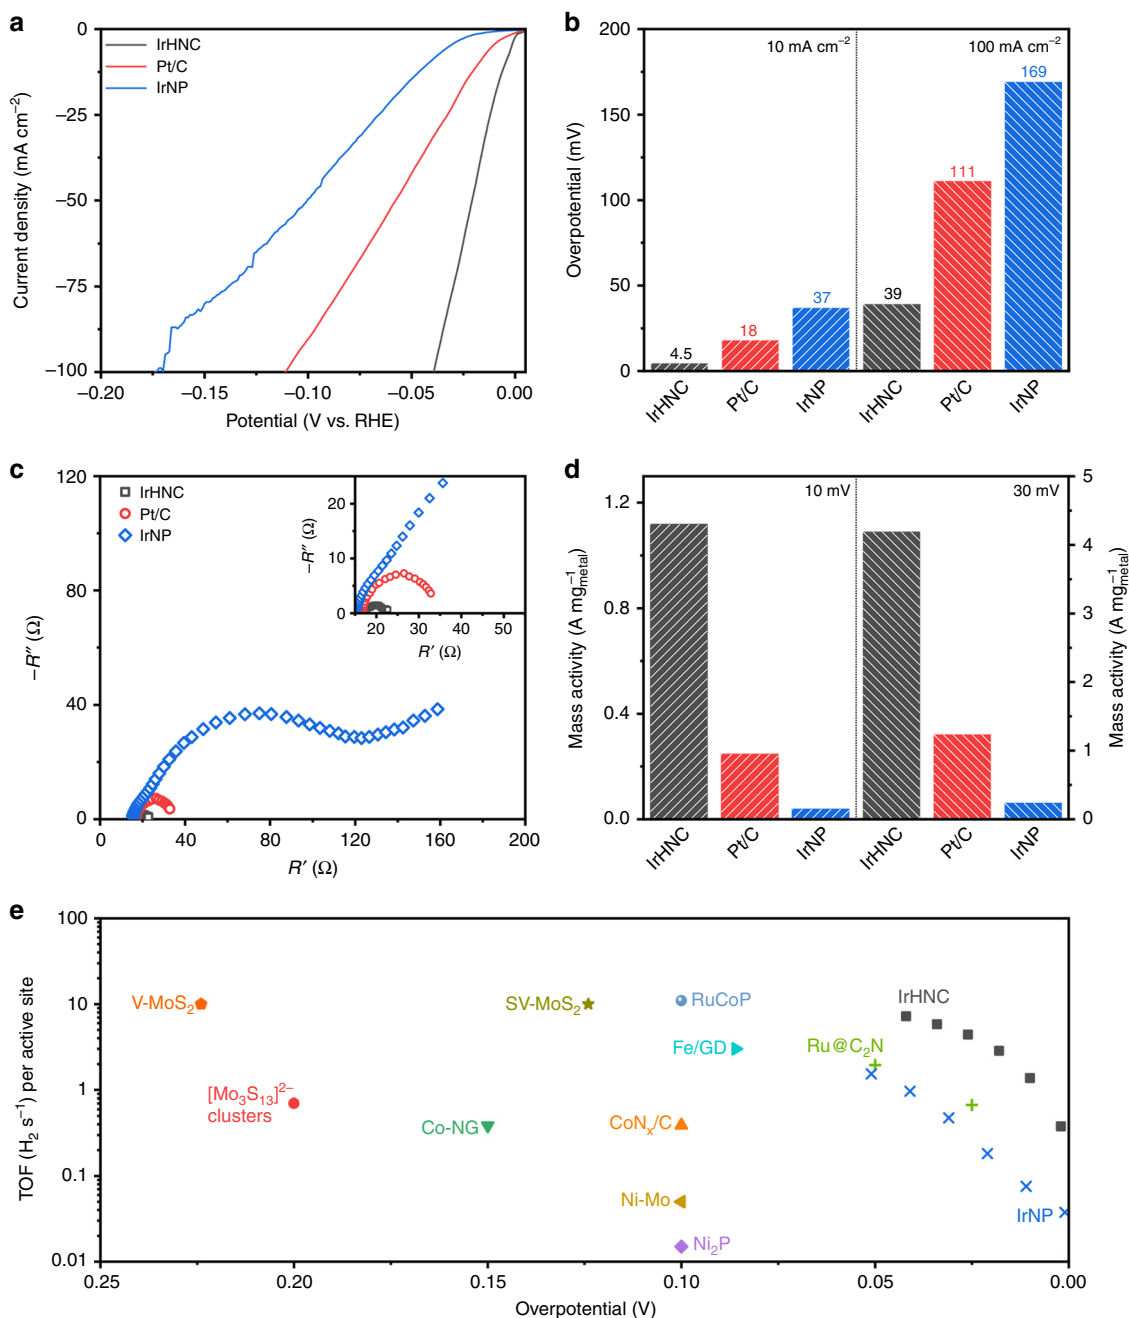 a
IrHNC
Pt/C
IrNP
0
−25
−50
−75
−100
−0.20
−0.15
−0.10
−0.05
0.00
Current density (mA cm⁻²)
Potential (V vs. RHE)
b
10 mA cm⁻²
100 mA cm⁻²
200
150
100
50
0
4.5
18
37
39
111
169
IrHNC
Pt/C
IrNP
IrHNC
Pt/C
IrNP
Overpotential (mV)
c
IrHNC
Pt/C
IrNP
120
80
40
0
0
40
80
120
160
200
−R″ (Ω)
R′ (Ω)
20
10
0
20
30
40
50
−R″ (Ω)
R′ (Ω)
d
10 mV
30 mV
1.2
0.8
0.4
0.0
5
4
3
2
1
0
IrHNC
Pt/C
IrNP
IrHNC
Pt/C
IrNP
Mass activity (A mg⁻¹metal)
Mass activity (A mg⁻¹metal)
e
100
10
1
0.1
0.01
0.25
0.20
0.15
0.10
0.05
0.00
TOF (H₂ s⁻¹) per active site
Overpotential (V)
V-MoS₂
SV-MoS₂
RuCoP
IrHNC
Fe/GD
Ru@C₂N
[Mo₃S₁₃]²⁻
clusters
Co-NG
CoNₓ/C
Ni-Mo
IrNP
Ni₂P